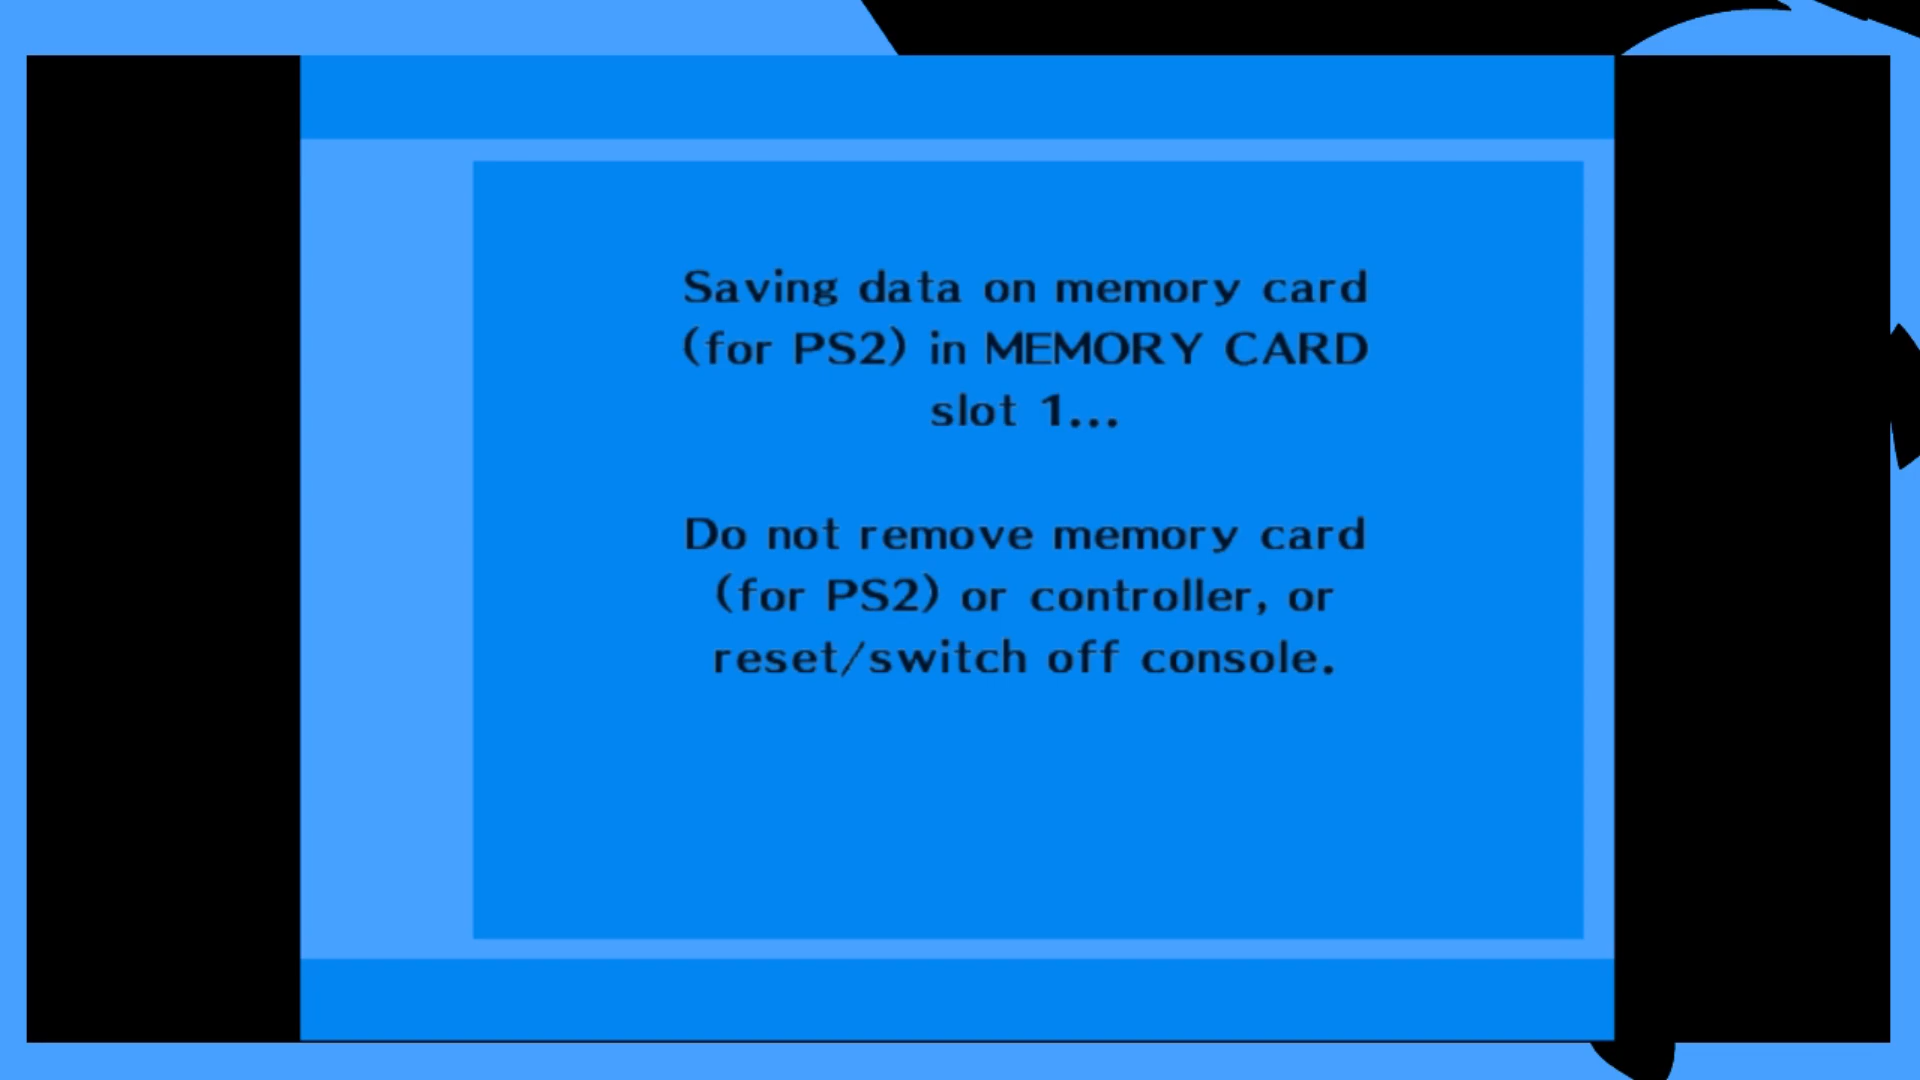 Saving data on memory card
(for PS2) in MEMORY CARD
slot 1...
Do not remove memory card
(for PS2) or controller, or
reset/switch off console.